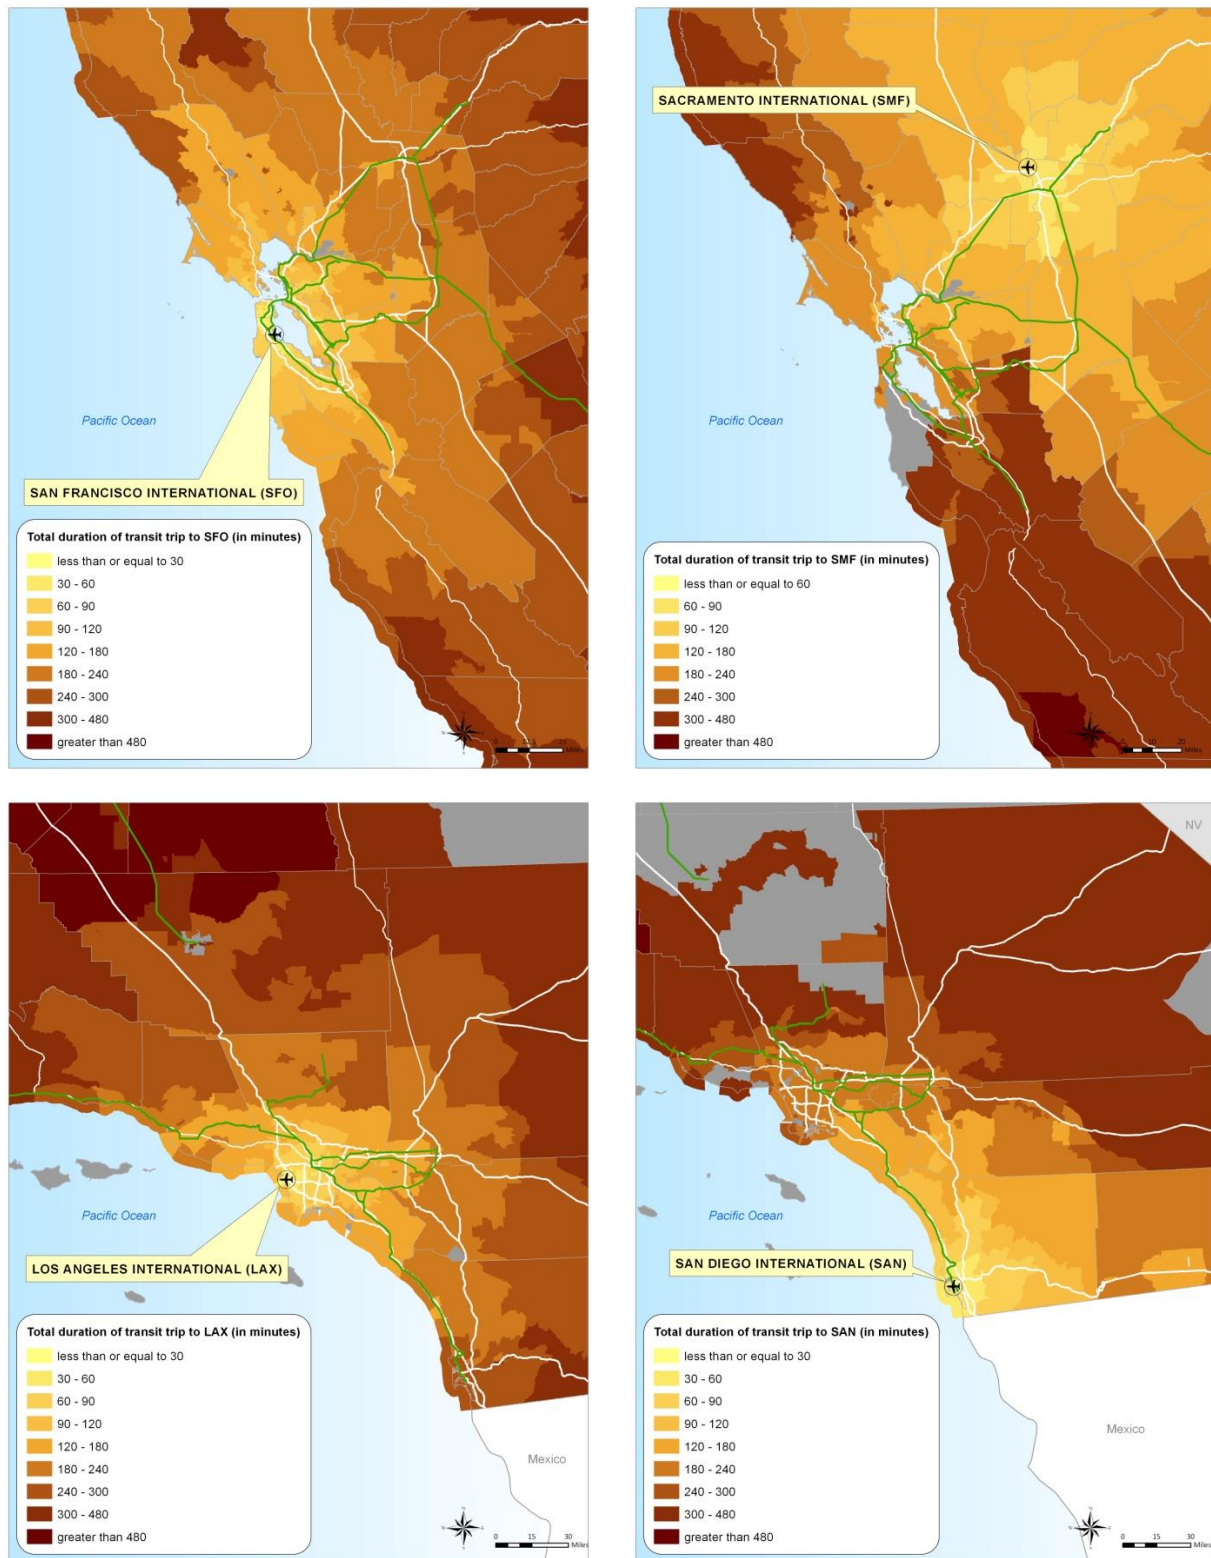 SAN FRANCISCO INTERNATIONAL (SFO)
Pacific Ocean
Total duration of transit trip to SFO (in minutes)
less than or equal to 30
30 - 60
60 - 90
90 - 120
120 - 180
180 - 240
240 - 300
300 - 480
greater than 480
Miles
SACRAMENTO INTERNATIONAL (SMF)
Pacific Ocean
Total duration of transit trip to SMF (in minutes)
less than or equal to 60
60 - 90
90 - 120
120 - 180
180 - 240
240 - 300
300 - 480
greater than 480
0 10 20
Miles
Pacific Ocean
LOS ANGELES INTERNATIONAL (LAX)
Total duration of transit trip to LAX (in minutes)
less than or equal to 30
30 - 60
60 - 90
90 - 120
120 - 180
180 - 240
240 - 300
300 - 480
greater than 480
Mexico
0 15 30
Miles
NV
Pacific Ocean
SAN DIEGO INTERNATIONAL (SAN)
Total duration of transit trip to SAN (in minutes)
less than or equal to 30
30 - 60
60 - 90
90 - 120
120 - 180
180 - 240
240 - 300
300 - 480
greater than 480
Mexico
0 15 30
Miles